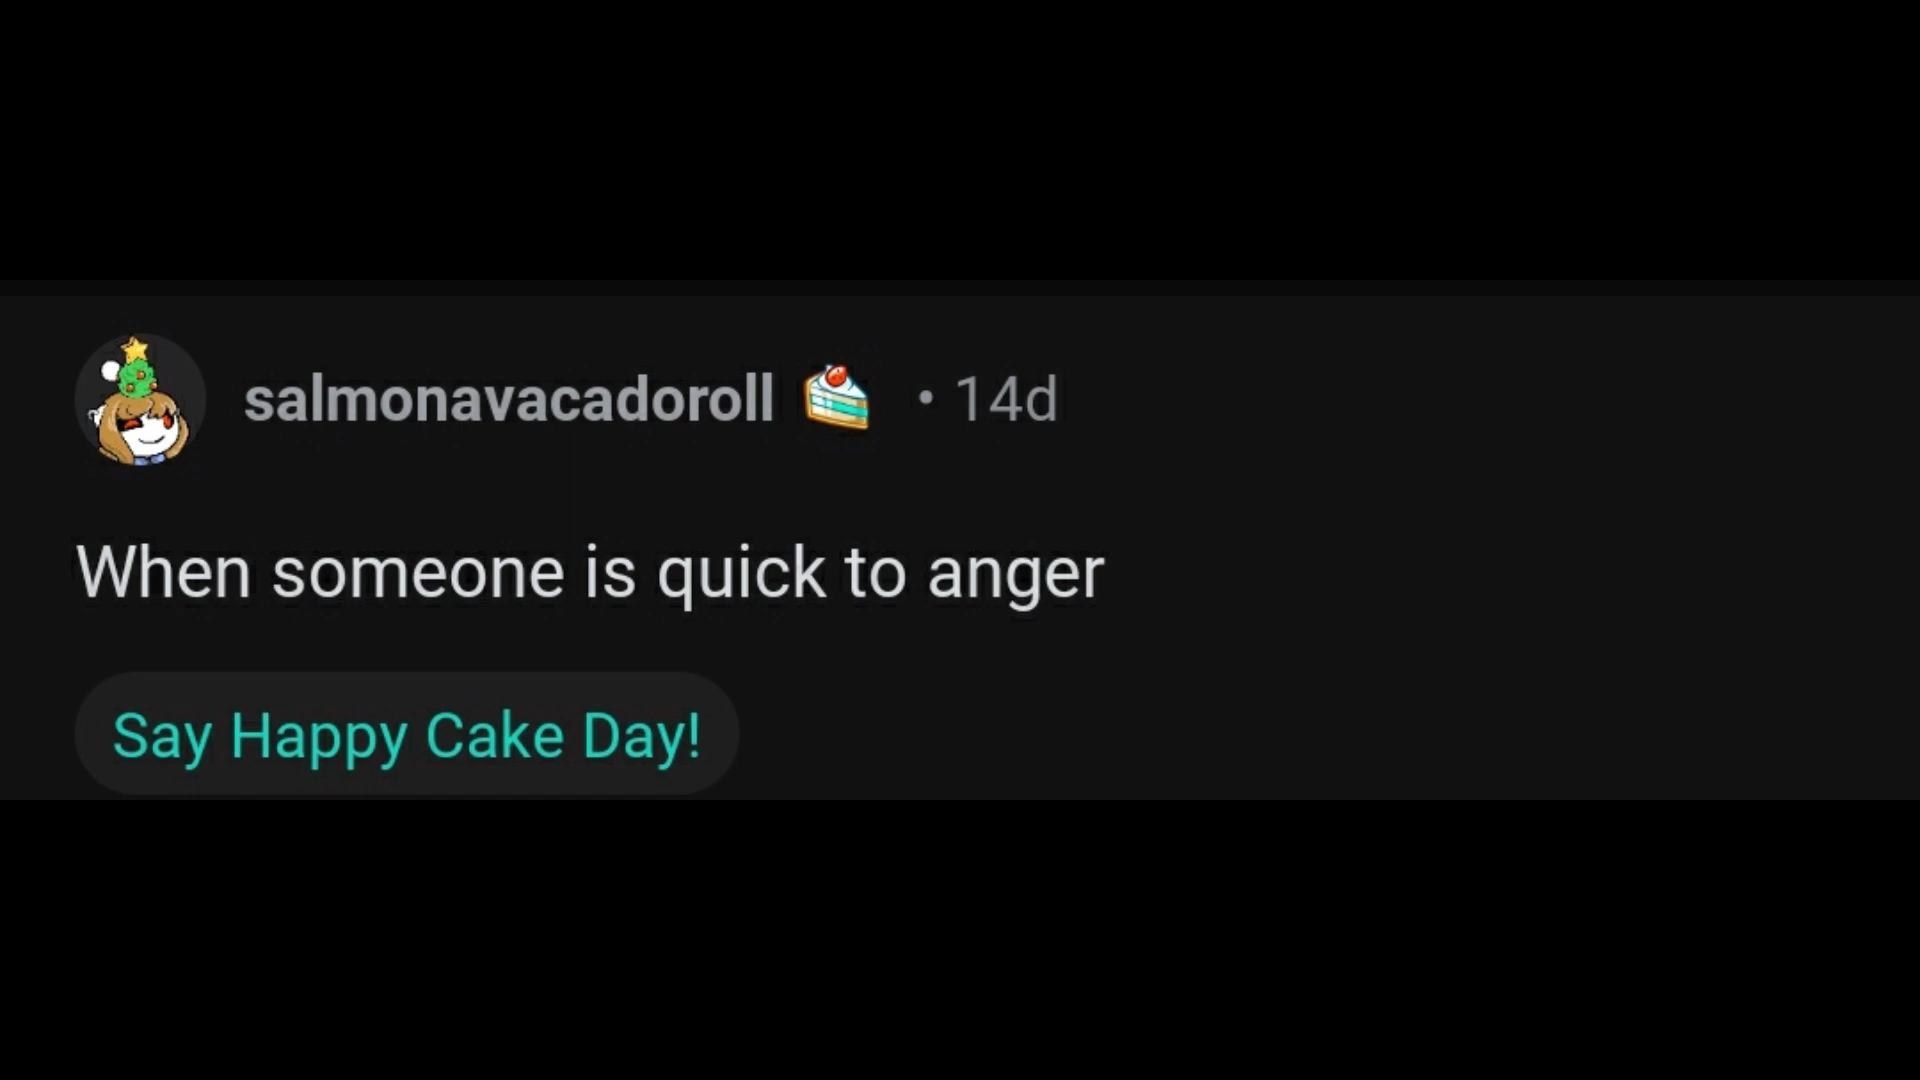 salmonavacadoroll • 14d
When someone is quick to anger
Say Happy Cake Day!